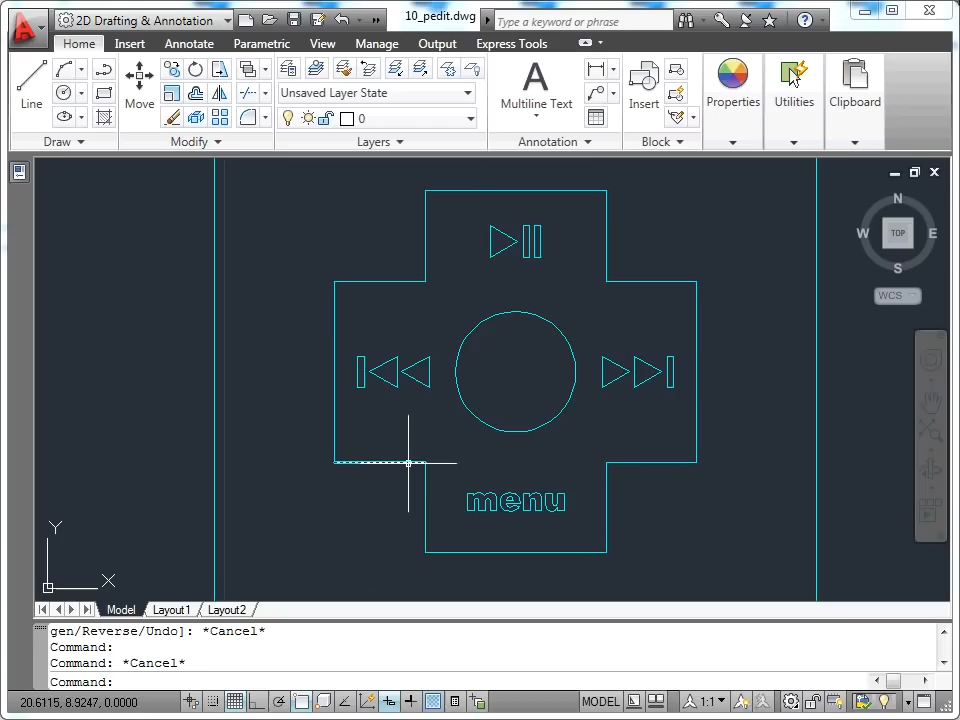 2D Drafting & Annotation
10_pedit.dwg
Type a keyword or phrase
Home Insert Annotate Parametric View Manage Output Express Tools
Line
Move
Unsaved Layer State
0
Multiline Text
Insert
Properties
Utilities
Clipboard
Draw
Modify
Layers
Annotation
Block
N
W
TOP
E
S
WCS
menu
Y
X
Model Layout1 Layout2
gen/Reverse/Undo]: *Cancel*
Command:
Command: *Cancel*
Command:
20.6115, 8.9247, 0.0000
MODEL
1:1